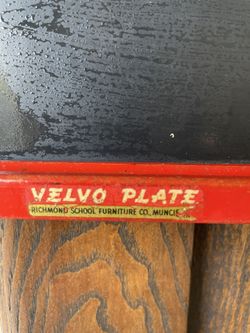 VELVO PLATE
RICHMOND SCHOOL FURNITURE CO., MUNCIE